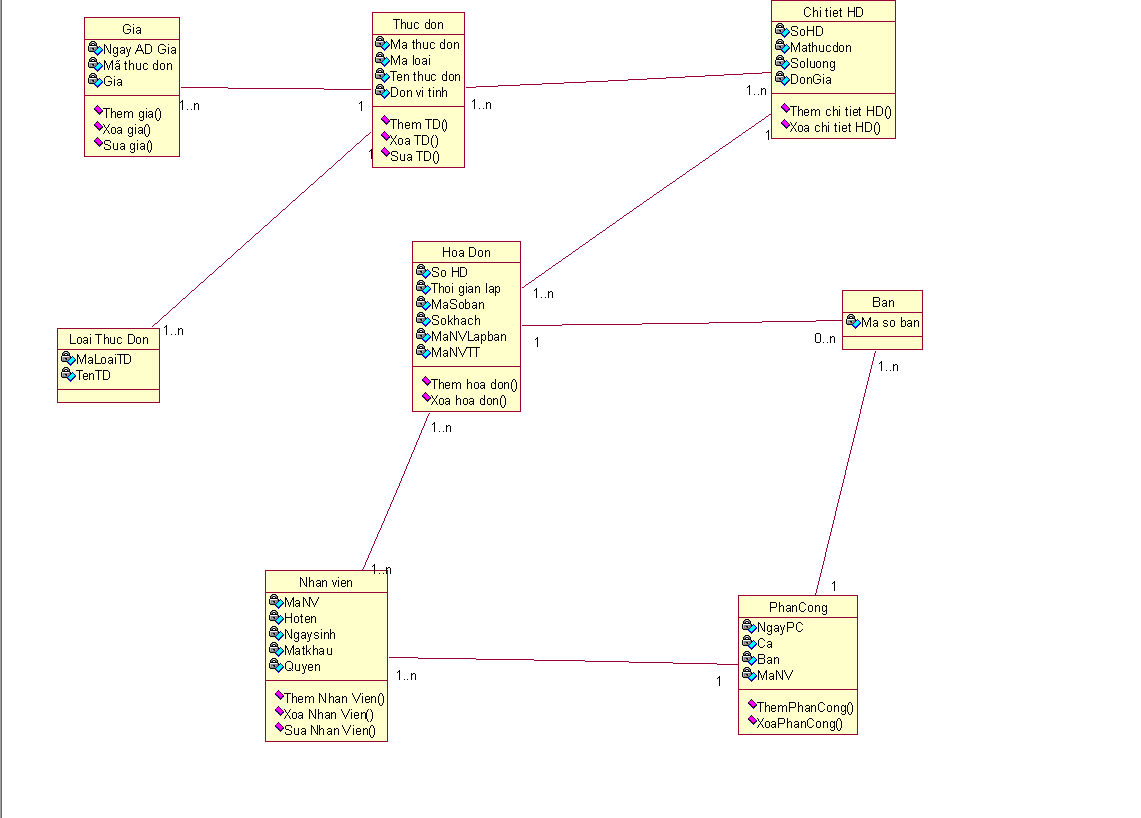 Gia
Ngay AD Gia
Mã thuc don
Gia
Them gia()
Xoa gia()
Sua gia()
1..n
1
Thuc don
Ma thuc don
Ma loai
Ten thuc don
Don vi tinh
Them TD()
Xoa TD()
Sua TD()
1..n
1..n
1
Chi tiet HD
SoHD
Mathucdon
Soluong
DonGia
Them chi tiet HD()
Xoa chi tiet HD()
1
Hoa Don
So HD
Thoi gian lap
MaSoban
Sokhach
MaNVLapban
MaNVTT
Them hoa don()
Xoa hoa don()
1..n
1
0..n
Ban
Ma so ban
1..n
Loai Thuc Don
MaLoaiTD
TenTD
1..n
1..n
1..n
Nhan vien
MaNV
Hoten
Ngaysinh
Matkhau
Quyen
Them Nhan Vien()
Xoa Nhan Vien()
Sua Nhan Vien()
1..n
1
1
PhanCong
NgayPC
Ca
Ban
MaNV
ThemPhanCong()
XoaPhanCong()